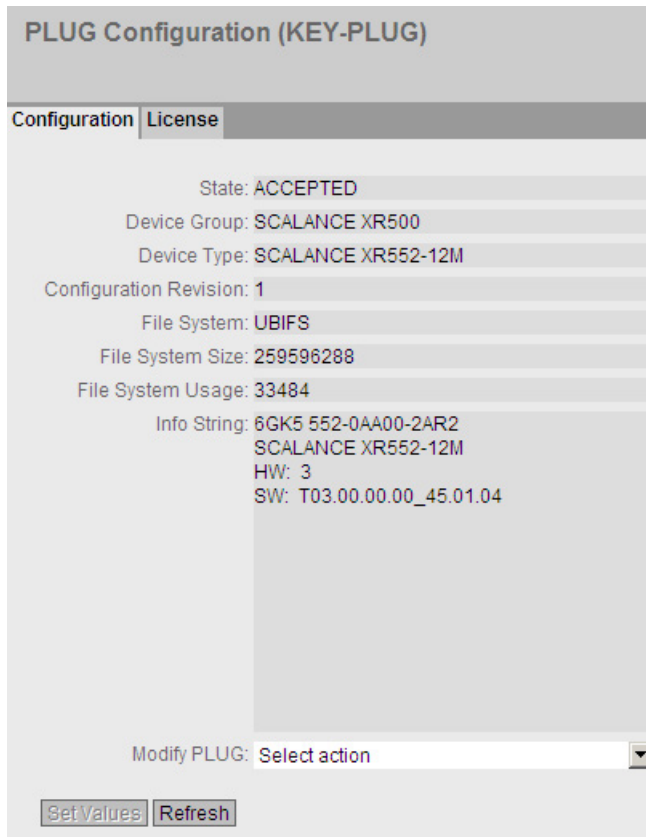 PLUG Configuration (KEY-PLUG)
Configuration License
State: ACCEPTED
Device Group: SCALANCE XR500
Device Type: SCALANCE XR552-12M
Configuration Revision: 1
File System: UBIFS
File System Size: 259596288
File System Usage: 33484
Info String: 6GK5 552-0AA00-2AR2
SCALANCE XR552-12M
HW: 3
SW: T03.00.00.00_45.01.04
Modify PLUG: Select action
Set Values Refresh